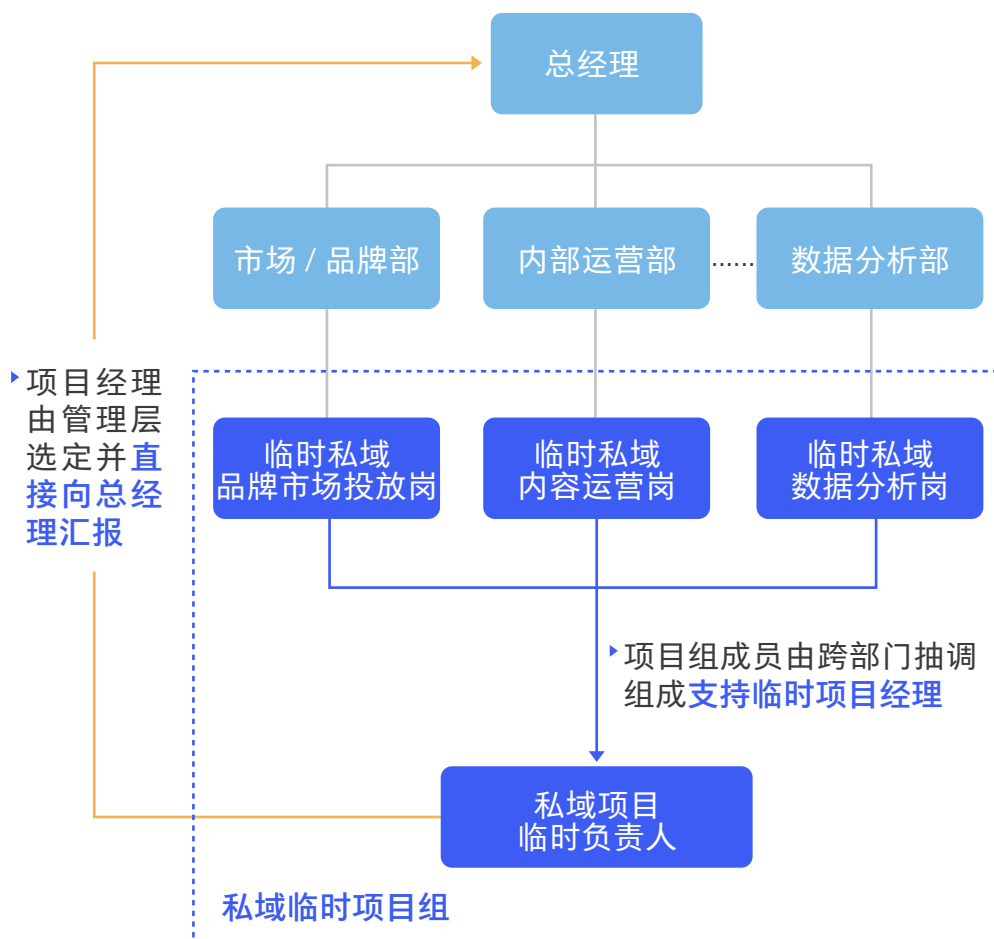 总经理
市场 / 品牌部
内部运营部
......
数据分析部
项目经理
由管理层
选定并直
接向总经
理汇报
临时私域
品牌市场投放岗
临时私域
内容运营岗
临时私域
数据分析岗
项目组成员由跨部门抽调
组成支持临时项目经理
私域项目
临时负责人
私域临时项目组